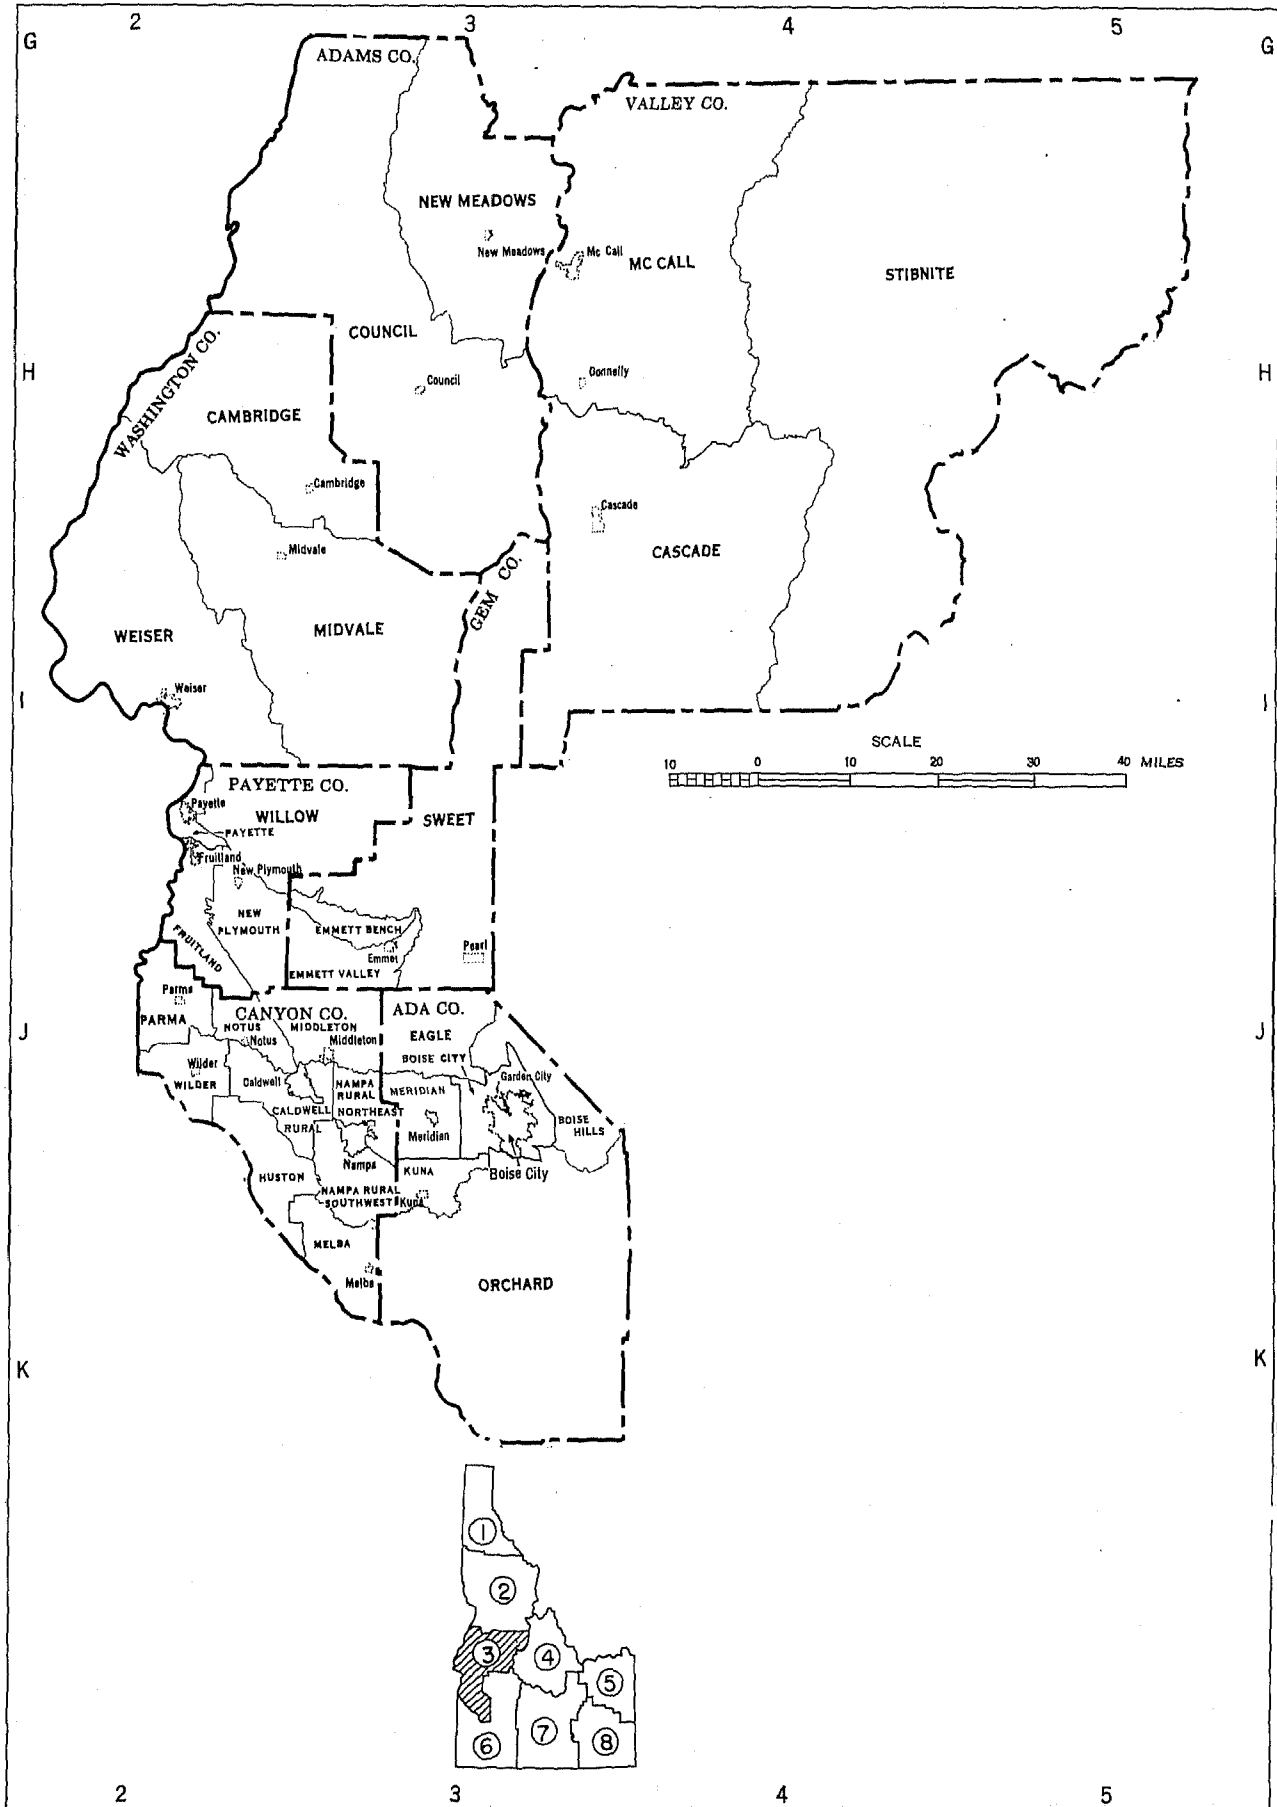 2 3 4 5
G G
ADAMS CO.
VALLEY CO.
NEW MEADOWS
New Meadows
Mc Call
MC CALL
STIBNITE
COUNCIL
WASHINGTON CO.
H H
Council
Donnelly
CAMBRIDGE
Cambridge
Cascade
CASCADE
Midvale
GEM CO.
WEISER
MIDVALE
Weiser
I I
SCALE
10 0 10 20 30 40 MILES
PAYETTE CO.
Payette
WILLOW
SWEET
PAYETTE
Fruitland
New Plymouth
NEW
PLYMOUTH
EMMETT BENCH
FRUITLAND
Emmet
Pearl
EMMETT VALLEY
Parma
PARMA
CANYON CO.
ADA CO.
NOTUS
MIDDLETON
Notus
Middleton
EAGLE
BOISE CITY
J J
Wilder
WILDER
Caldwell
NAMPA
RURAL
NORTHEAST
MERIDIAN
Garden City
CALDWELL
RURAL
Meridian
BOISE
HILLS
Nampa
KUNA
Boise City
HUSTON
NAMPA RURAL
SOUTHWEST
Kuna
MELBA
Melba
ORCHARD
K K
1
2
3
4
5
6
7
8
2 3 4 5